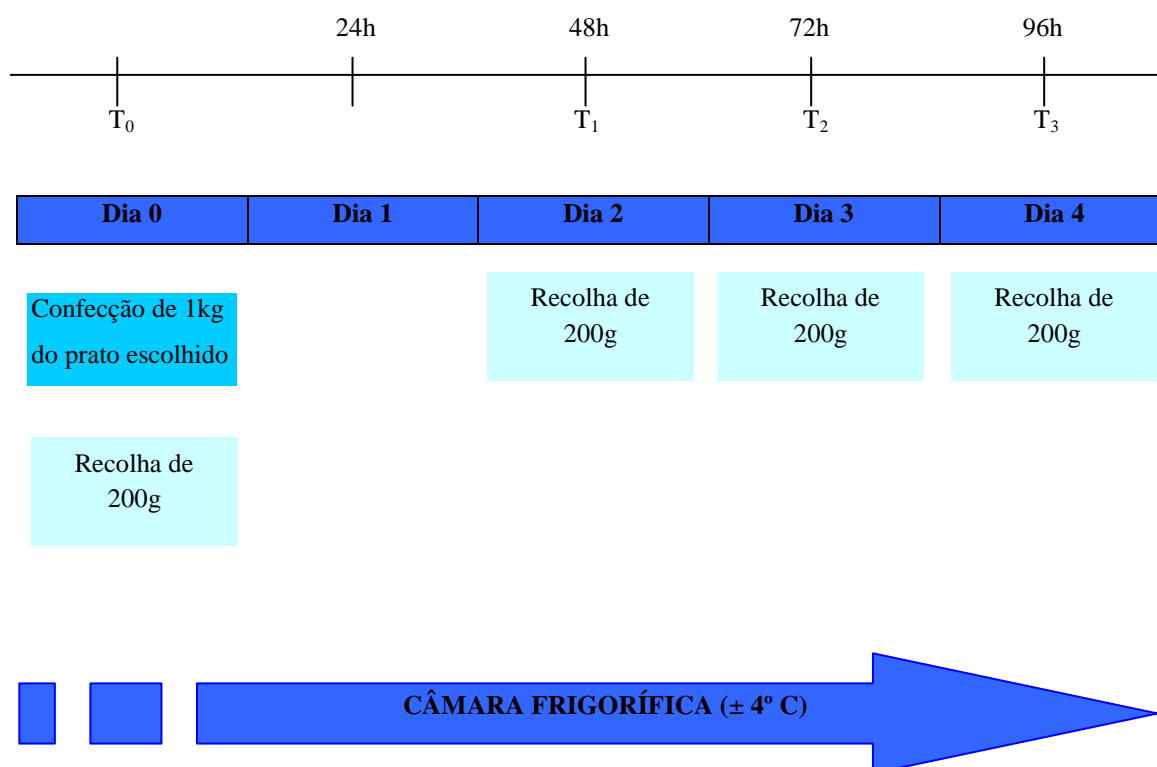 24h 48h 72h 96h
T₀ T₁ T₂ T₃
Dia 0 Dia 1 Dia 2 Dia 3 Dia 4
Confecção de 1kg
do prato escolhido
Recolha de
200g
Recolha de
200g
Recolha de
200g
Recolha de
200g
CÂMARA FRIGORÍFICA (± 4º C)